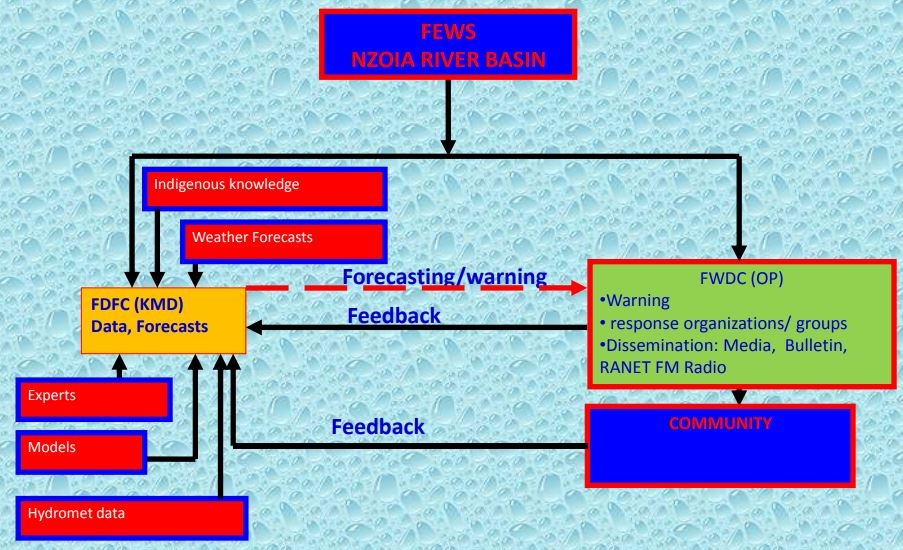 FEWS
NZOIA RIVER BASIN
Indigenous knowledge
Weather Forecasts
Forecasting/warning
FDFC (KMD)
Data, Forecasts
Feedback
FWDC (OP)
•Warning
• response organizations/ groups
•Dissemination: Media, Bulletin,
RANET FM Radio
Experts
Models
Hydromet data
Feedback
COMMUNITY